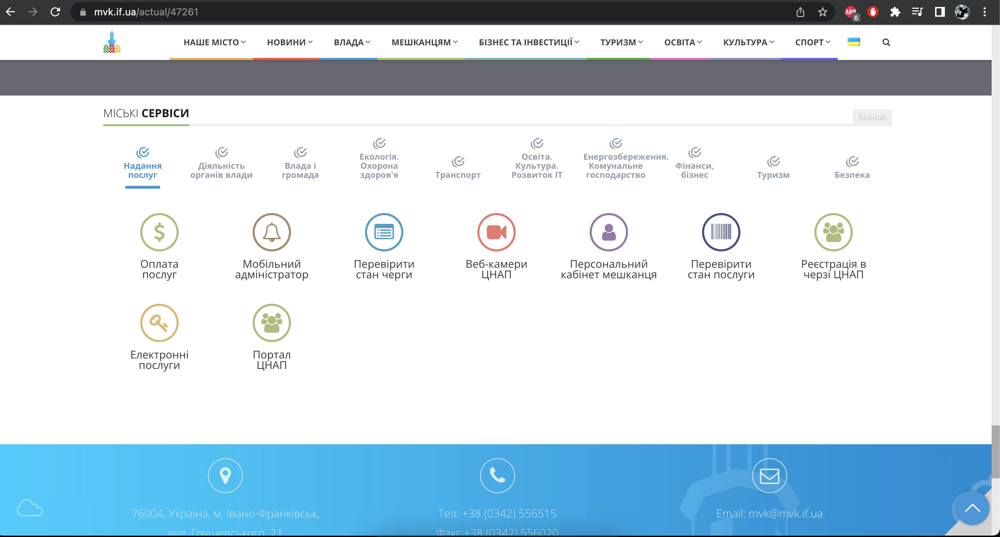 mvk.if.ua/actual/47261
ABP
6
НАШЕ МІСТО
НОВИНИ
ВЛАДА
МЕШКАНЦЯМ
БІЗНЕС ТА ІНВЕСТИЦІЇ
ТУРИЗМ
ОСВІТА
КУЛЬТУРА
СПОРТ
МІСЬКІ СЕРВІСИ
Більше
Надання
послуг
Діяльність
органів влади
Влада і
громада
Екологія.
Охорона
здоров'я
Транспорт
Освіта.
Культура.
Розвиток ІТ
Енергозбереження.
Комунальне
господарство
Фінанси,
бізнес
Туризм
Безпека
Оплата
послуг
Мобільний
адміністратор
Перевірити
стан черги
Веб-камери
ЦНАП
Персональний
кабінет мешканця
Перевірити
стан послуги
Реєстрація в
черзі ЦНАП
Електронні
послуги
Портал
ЦНАП
76004, Україна, м. Івано-Франківськ,
вул. Грушевського, 21
Тел: +38 (0342) 556515
Факс:+38 (0342) 556020
Email: mvk@mvk.if.ua